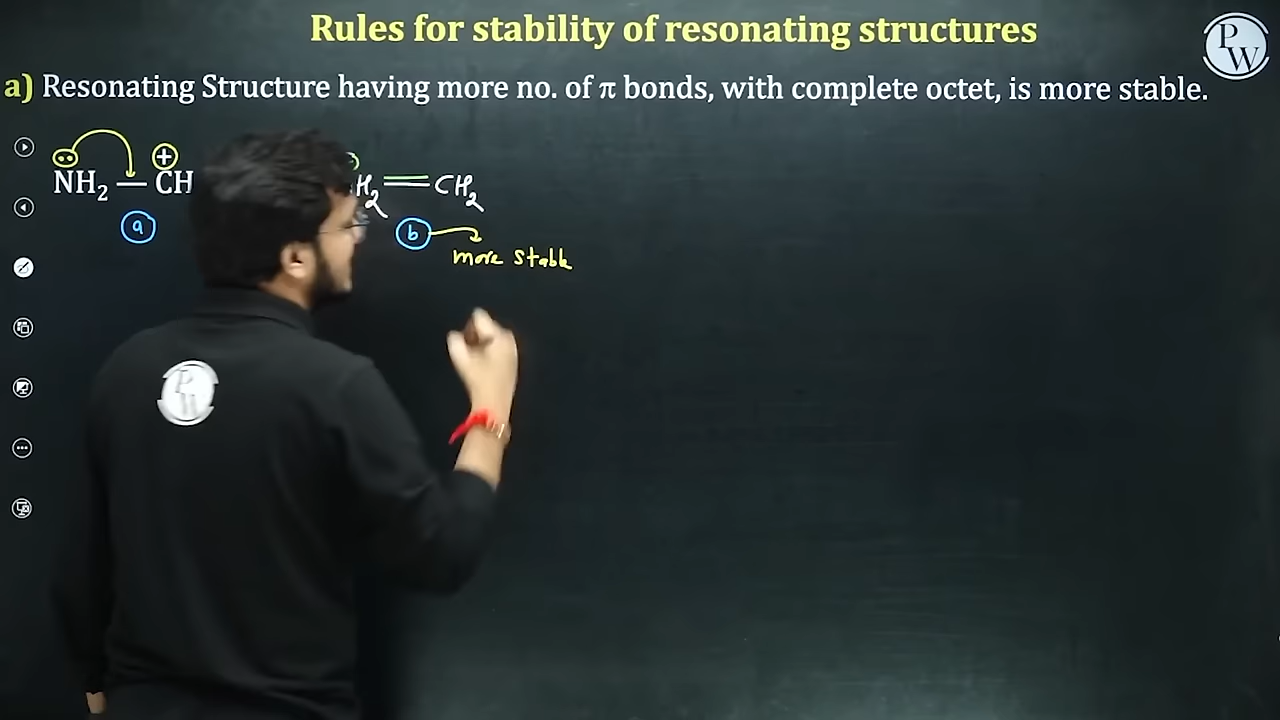 Rules for stability of resonating structures
P
W
a) Resonating Structure having more no. of π bonds, with complete octet, is more stable.
NH₂ — CH H₂ = CH₂
a b
more stable
P
W